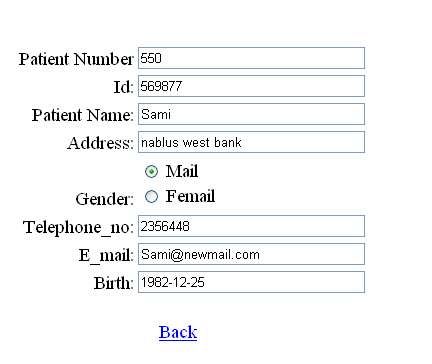 Patient Number 550
Id: 569877
Patient Name: Sami
Address: nablus west bank
Mail
Gender: Femail
Telephone_no: 2356448
E_mail: Sami@newmail.com
Birth: 1982-12-25
Back